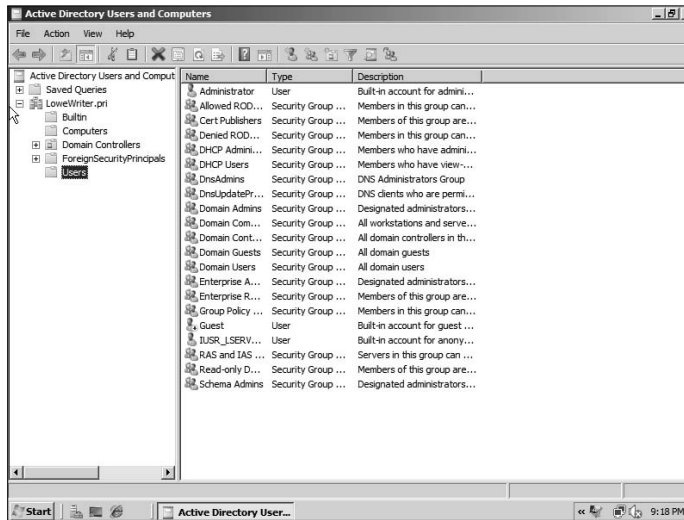 Active Directory Users and Computers
File Action View Help
Active Directory Users and Comput
Saved Queries
LoweWriter.pri
Builtin
Computers
Domain Controllers
ForeignSecurityPrincipals
Users
Name Type Description
Administrator User Built-in account for admini...
Allowed ROD... Security Group ... Members in this group can...
Cert Publishers Security Group ... Members of this group are...
Denied ROD... Security Group ... Members in this group can...
DHCP Admini... Security Group ... Members who have admini...
DHCP Users Security Group ... Members who have view-...
DnsAdmins Security Group ... DNS Administrators Group
DnsUpdatePr... Security Group ... DNS clients who are permi...
Domain Admins Security Group ... Designated administrators...
Domain Com... Security Group ... All workstations and serve...
Domain Cont... Security Group ... All domain controllers in th...
Domain Guests Security Group ... All domain guests
Domain Users Security Group ... All domain users
Enterprise A... Security Group ... Designated administrators...
Enterprise R... Security Group ... Members of this group are...
Group Policy ... Security Group ... Members in this group can...
Guest User Built-in account for guest ...
IUSR_LSERV... User Built-in account for anony...
RAS and IAS ... Security Group ... Servers in this group can ...
Read-only D... Security Group ... Members of this group are...
Schema Admins Security Group ... Designated administrators...
Start Active Directory User... « 9:18 PM